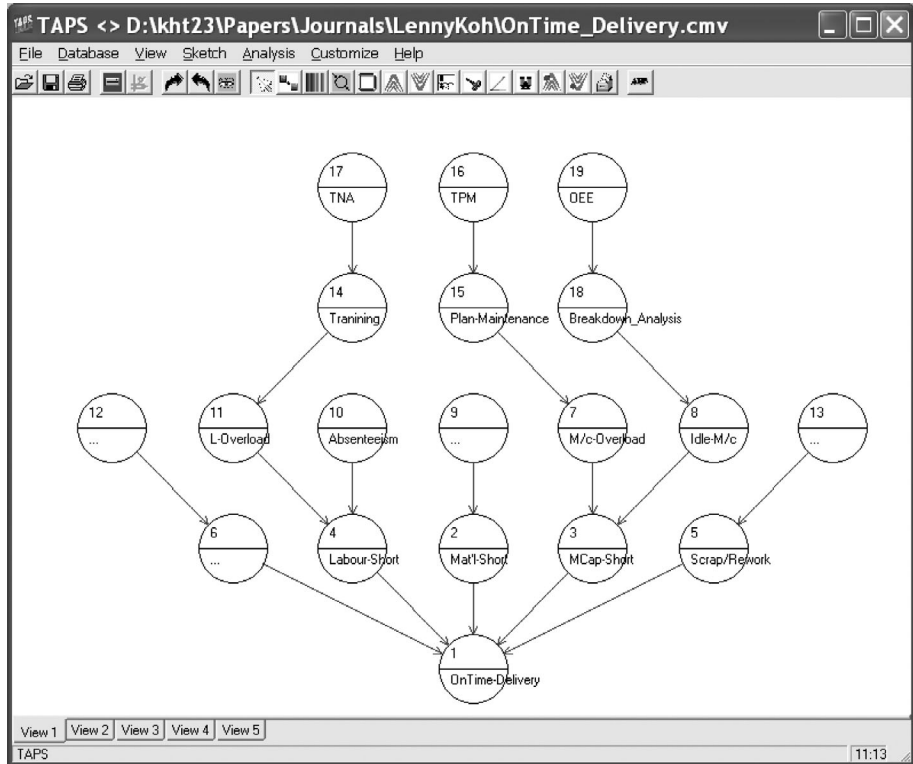 TAPS <> D:\kht23\Papers\Journals\LennyKoh\OnTime_Delivery.cmv
File Database View Sketch Analysis Customize Help
17
TNA
16
TPM
19
OEE
14
Tranining
15
Plan-Maintenance
18
Breakdown_Analysis
12
...
11
L-Overload
10
Absenteeism
9
...
7
M/c-Overload
8
Idle-M/c
13
...
6
...
4
Labour-Short
2
Mat'l-Short
3
MCap-Short
5
Scrap/Rework
1
OnTime-Delivery
View 1 View 2 View 3 View 4 View 5
TAPS 11:13